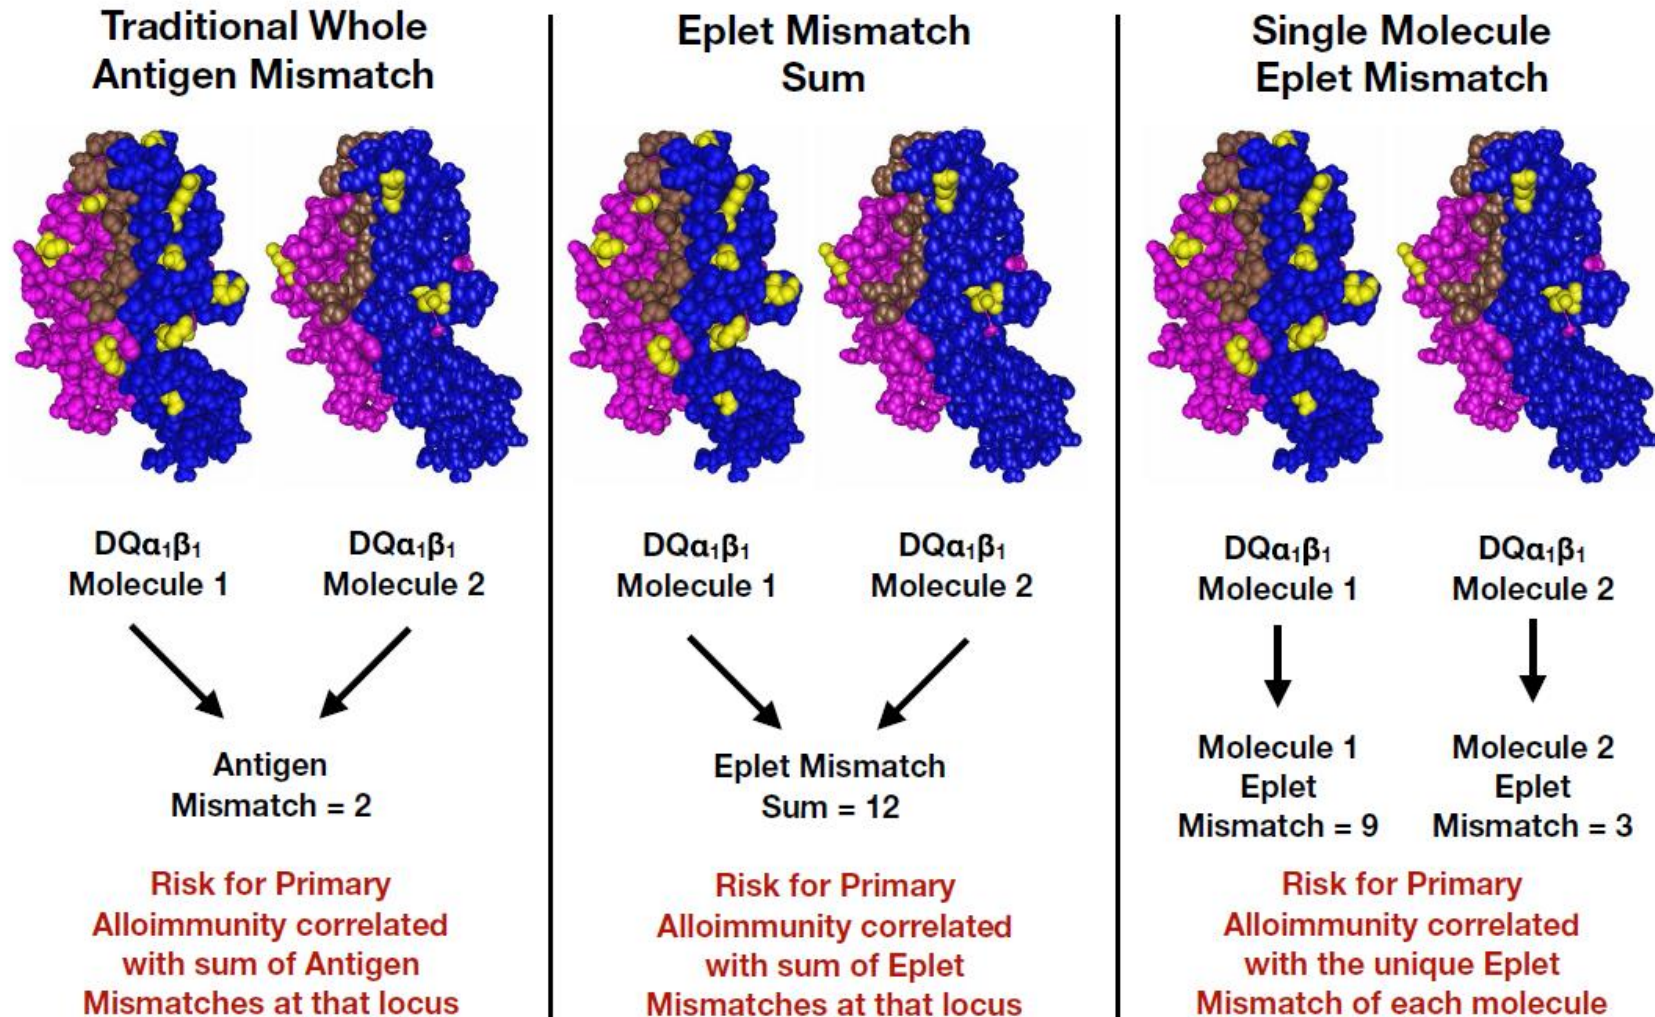 Traditional Whole
Antigen Mismatch
DQα₁β₁
Molecule 1
DQα₁β₁
Molecule 2
Antigen
Mismatch = 2
Risk for Primary
Alloimmunity correlated
with sum of Antigen
Mismatches at that locus
Eplet Mismatch
Sum
DQα₁β₁
Molecule 1
DQα₁β₁
Molecule 2
Eplet Mismatch
Sum = 12
Risk for Primary
Alloimmunity correlated
with sum of Eplet
Mismatches at that locus
Single Molecule
Eplet Mismatch
DQα₁β₁
Molecule 1
DQα₁β₁
Molecule 2
Molecule 1
Eplet
Mismatch = 9
Molecule 2
Eplet
Mismatch = 3
Risk for Primary
Alloimmunity correlated
with the unique Eplet
Mismatch of each molecule